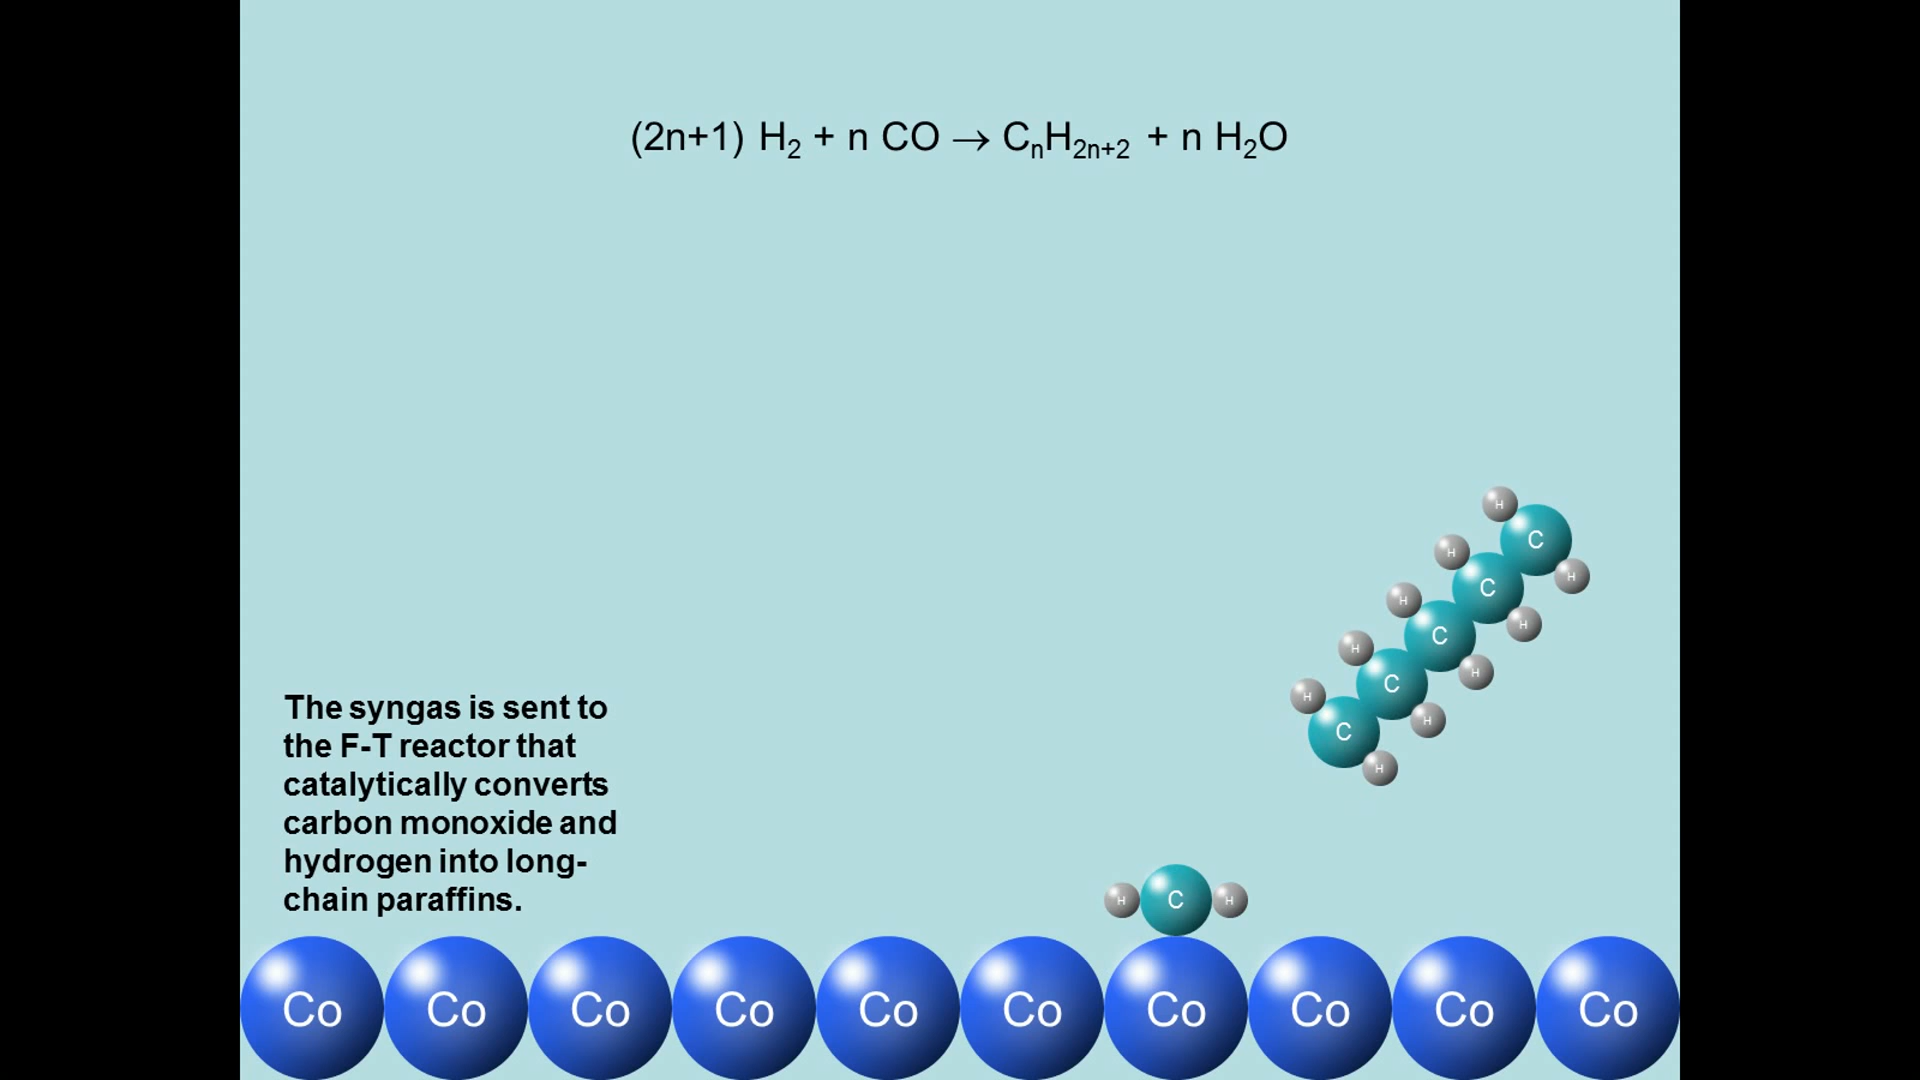 (2n+1) H₂ + n CO → CₙH₂ₙ₊₂ + n H₂O
H C
H C H
H C H
H C H
H C H
H
The syngas is sent to
the F-T reactor that
catalytically converts
carbon monoxide and
hydrogen into long-
chain paraffins.
H C H
Co Co Co Co Co Co Co Co Co Co